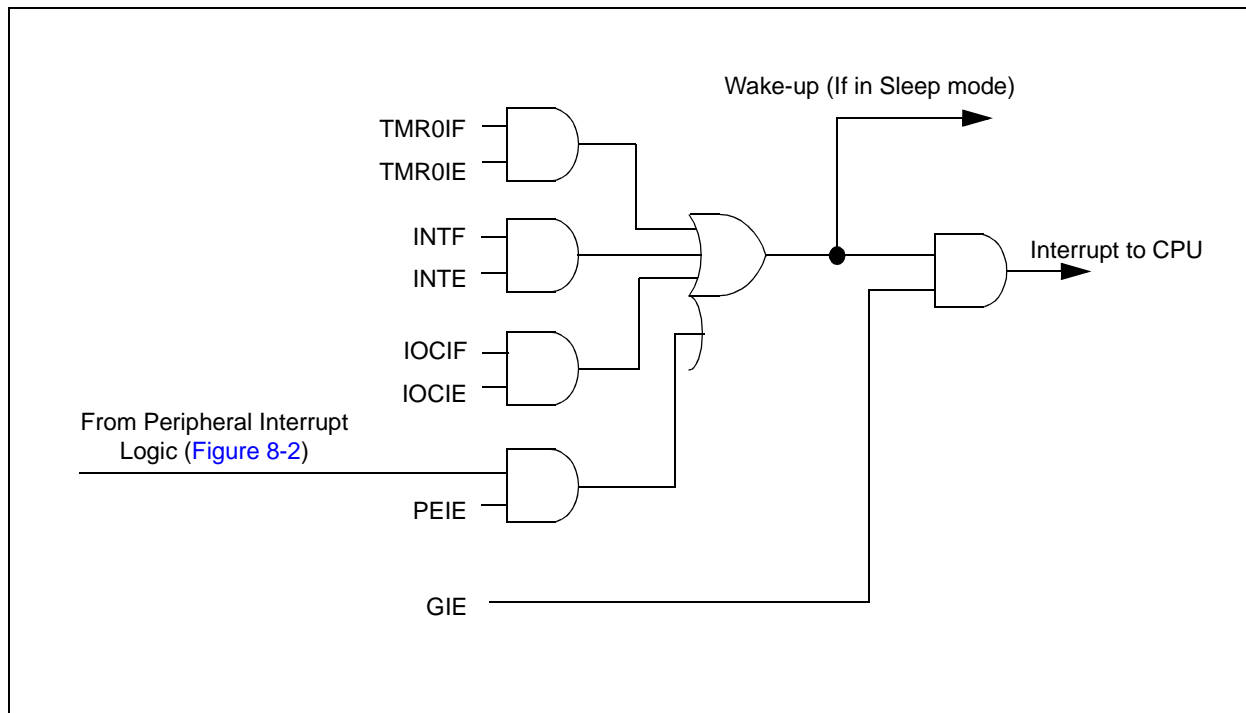 Wake-up (If in Sleep mode)
TMR0IF
TMR0IE
INTF
INTE
Interrupt to CPU
IOCIF
IOCIE
From Peripheral Interrupt
Logic (Figure 8-2)
PEIE
GIE